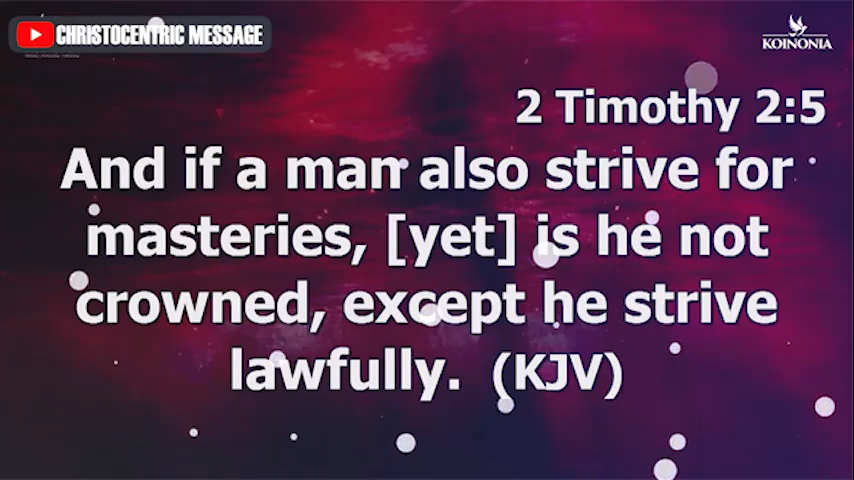 CHRISTOCENTRIC MESSAGE
KOINONIA
2 Timothy 2:5
And if a man also strive for
masteries, [yet] is he not
crowned, except he strive
lawfully. (KJV)